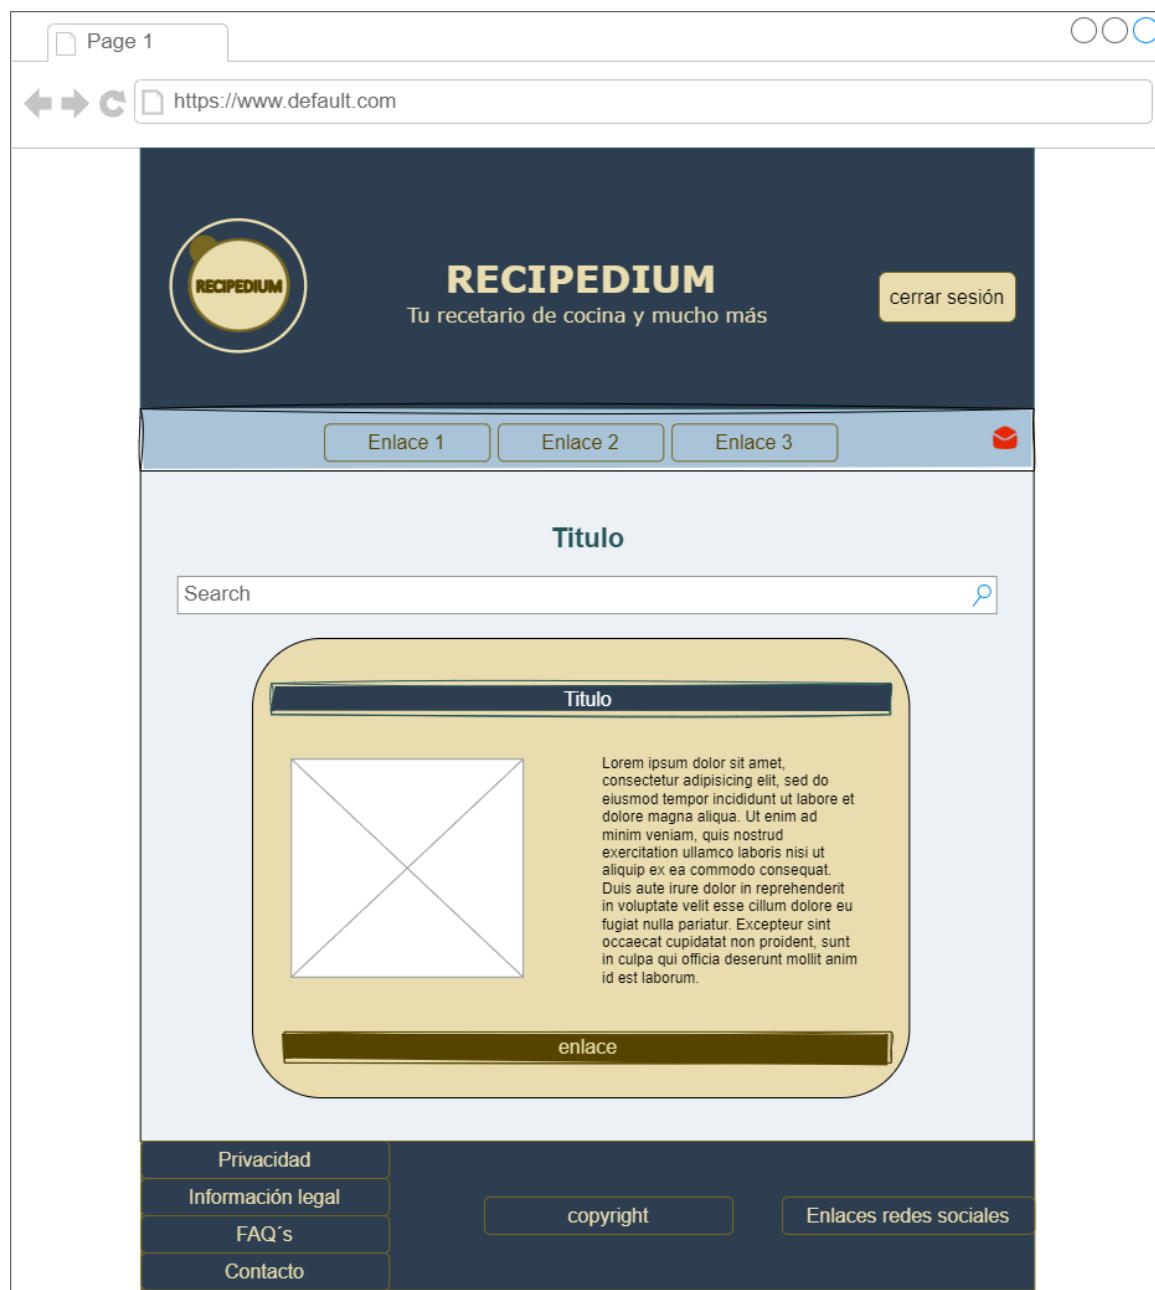 Page 1
https://www.default.com
RECIPEDIUM
RECIPEDIUM
Tu recetario de cocina y mucho más
cerrar sesión
Enlace 1
Enlace 2
Enlace 3
Titulo
Search
Titulo
Lorem ipsum dolor sit amet,
consectetur adipisicing elit, sed do
eiusmod tempor incididunt ut labore et
dolore magna aliqua. Ut enim ad
minim veniam, quis nostrud
exercitation ullamco laboris nisi ut
aliquip ex ea commodo consequat.
Duis aute irure dolor in reprehenderit
in voluptate velit esse cillum dolore eu
fugiat nulla pariatur. Excepteur sint
occaecat cupidatat non proident, sunt
in culpa qui officia deserunt mollit anim
id est laborum.
enlace
Privacidad
Información legal
FAQ´s
Contacto
copyright
Enlaces redes sociales